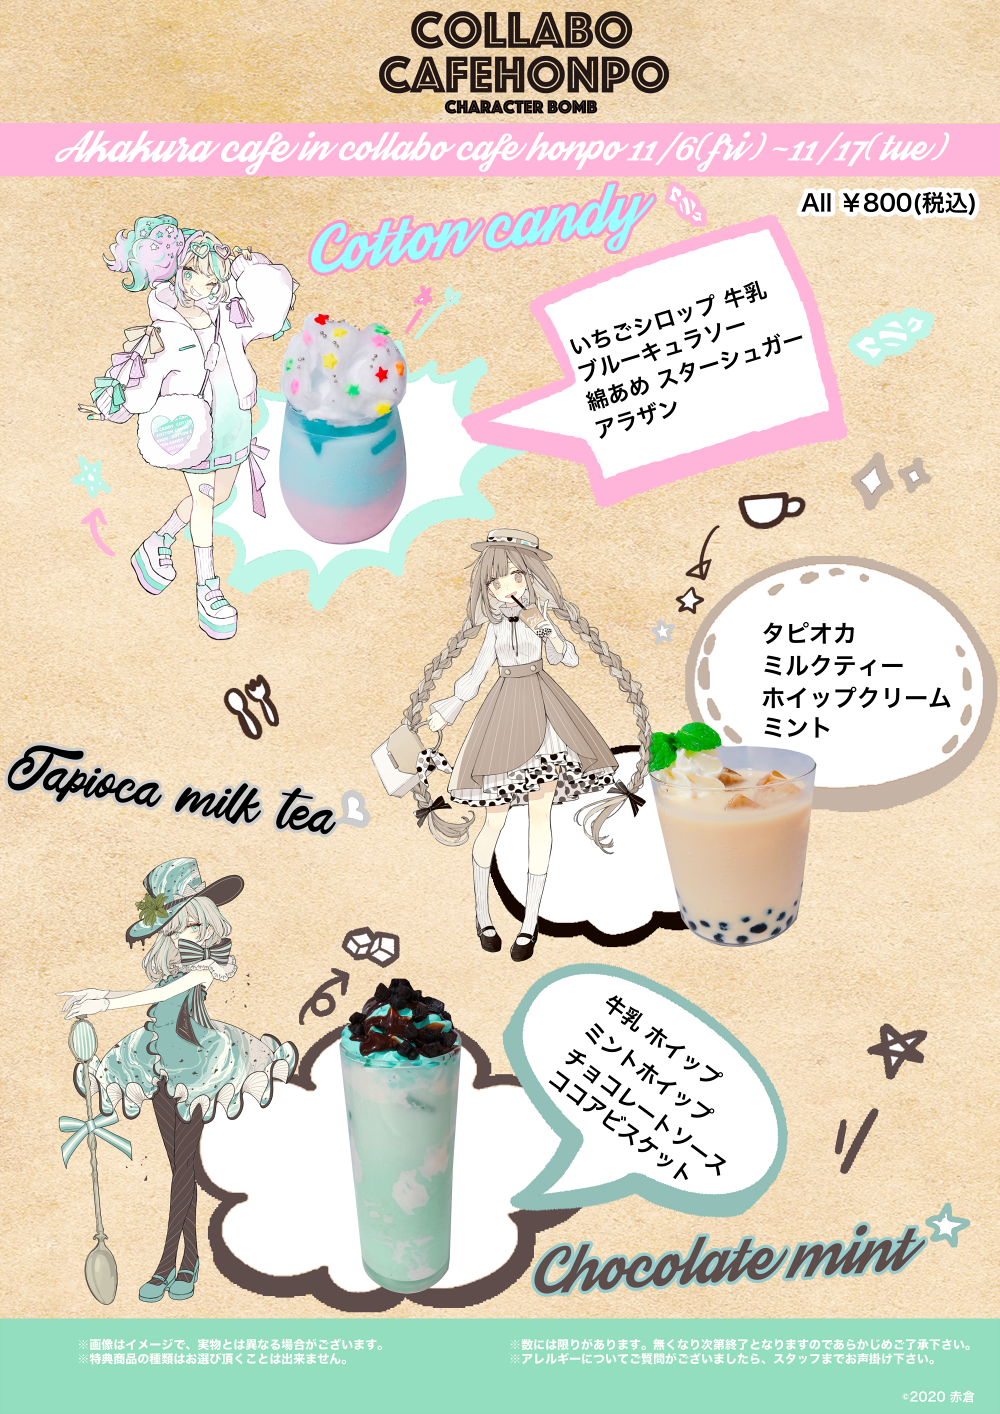 COLLABO
CAFEHONPO
CHARACTER BOMB
Akakura cafe in collabo cafe honpo 11/6(fri)~11/17(tue)
All ¥800(税込)
Cotton candy
いちごシロップ 牛乳
ブルーキュラソー
綿あめ スターシュガー
アラザン
タピオカ
ミルクティー
ホイップクリーム
ミント
Tapioca milk tea
牛乳 ホイップ
ミントホイップ
チョコレートソース
ココアビスケット
Chocolate mint
※画像はイメージで、実物とは異なる場合がございます。
※特典商品の種類はお選び頂くことは出来ません。
※数には限りがあります。無くなり次第終了となりますのであらかじめご了承下さい。
※アレルギーについてご質問がございましたら、スタッフまでお声掛け下さい。
©2020 赤倉